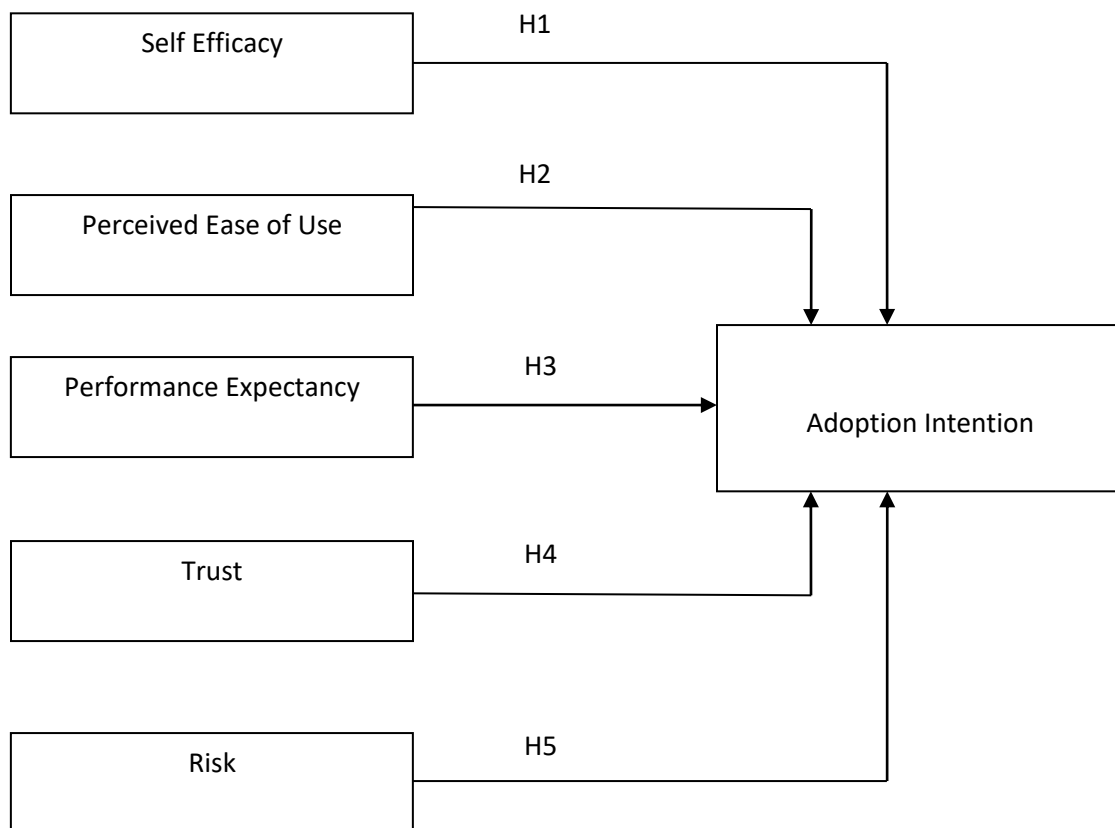 Self Efficacy
H1
Perceived Ease of Use
H2
Performance Expectancy
H3
Adoption Intention
Trust
H4
Risk
H5